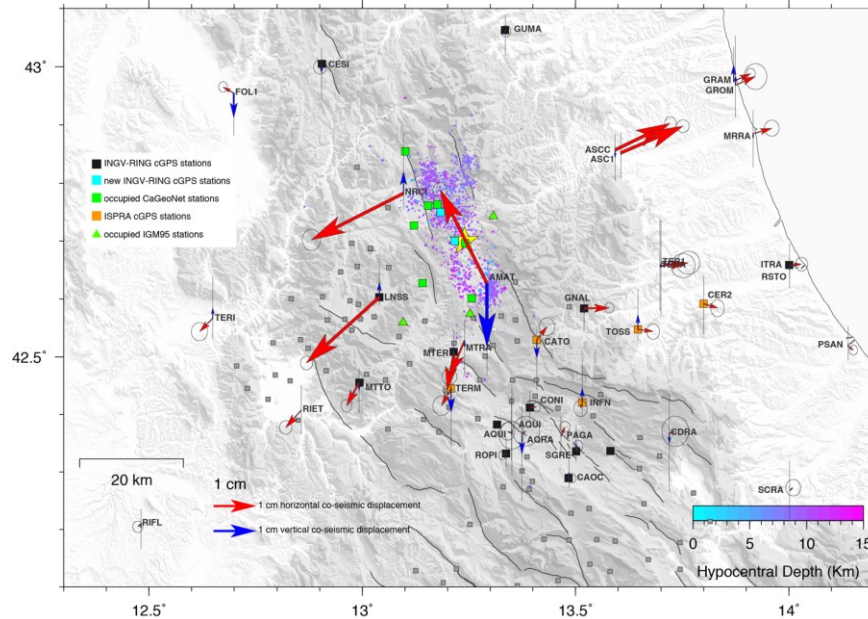 GUMA
43˚
CESI
FOL1
GRAM
GROM
MRRA
ASCC
ASC1
INGV-RING cGPS stations
new INGV-RING cGPS stations
occupied CaGeoNet stations
ISPRA cGPS stations
occupied IGM95 stations
NRCI
AMAT
ITRA
RSTO
LNSS
GNAL
CER2
TERI
TOSS
PSAN
42.5˚
MTER
MTRA
CATO
MTTO
TERM
RIET
CONI
INFN
AQUI
AQUI
AQRA
PAGA
CDRA
ROPI
SGRE
CAOC
SCRA
20 km
1 cm
1 cm horizontal co-seismic displacement
1 cm vertical co-seismic displacement
RIFL
0 5 10 15
Hypocentral Depth (Km)
12.5˚ 13˚ 13.5˚ 14˚